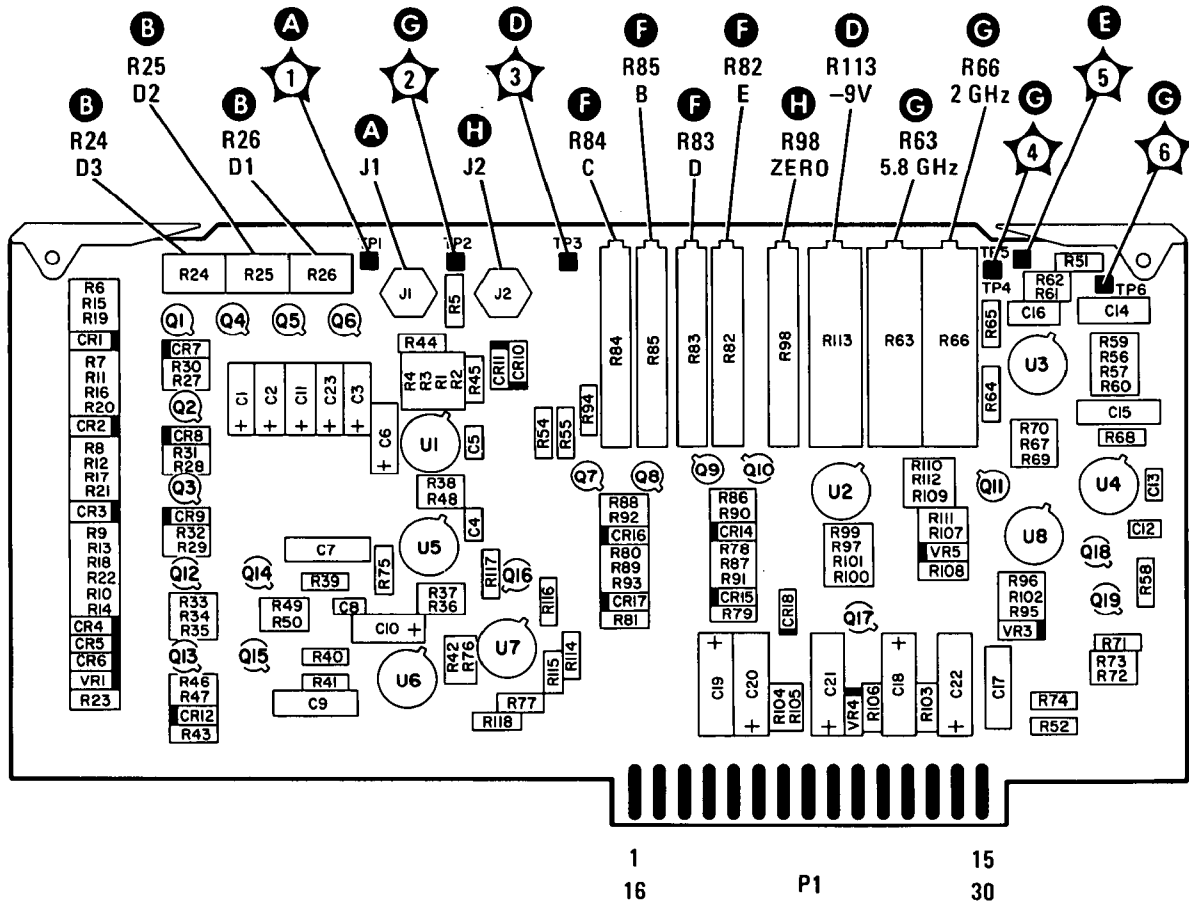 B
R24
D3
B
R25
D2
B
R26
D1
A
1
A
J1
G
2
H
J2
D
3
F
R84
C
F
R85
B
F
R83
D
F
R82
E
H
R98
ZERO
D
R113
–9V
G
R63
5.8 GHz
G
R66
2 GHz
G
4
E
5
G
6
R24 R25 R26
TP1
J1
TP2
R5
J2
TP3
R84
R85
R83
R82
R98
R113
R63
R66
TP5
TP4
R51
R62
R61
C16
TP6
C14
R65
R64
U3
R59
R56
R57
R60
C15
R68
R70
R67
R69
U4
C13
C12
R6
R15
R19
CR1
R7
R11
R16
R20
CR2
R8
R12
R17
R21
CR3
R9
R13
R18
R22
R10
R14
CR4
CR5
CR6
VR1
R23
Q1 Q4 Q5 Q6
CR7
R30
R27
Q2
CR8
R31
R28
Q3
CR9
R32
R29
Q12
R33
R34
R35
Q13
R46
R47
CR12
R43
C1 +
C2 +
C11 +
C23 +
C3 +
C6 +
R44
R4
R3
R1
R2
R45
CR11
CR10
U1
C5
R38
R48
C4
U5
C7
R75
R39
Q14
R49
R50
C8
C10 +
R37
R36
R117
Q16
R116
Q15
R40
R41
C9
U6
R42
R76
U7
R115
R114
R77
R118
R54
R55
R94
Q7 Q8 Q9 Q10
R88
R92
CR16
R80
R89
R93
CR17
R81
R86
R90
CR14
R78
R87
R91
CR15
R79
CR18
U2
R99
R97
R101
R100
Q17
R110
R112
R109
R111
R107
VR5
R108
Q11
U8
R96
R102
R95
VR3
Q18
Q19
R58
R71
R73
R72
R74
R52
C19 +
C20 +
R104
R105
C21 +
VR4
R106
C18 +
R103
C22 +
C17
1 15
16 P1 30